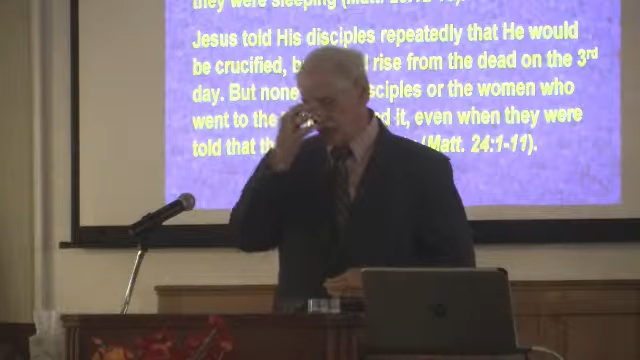 they were sleeping (Matt.
Jesus told His disciples repeatedly that He would
be crucified, rise from the dead on the 3rd
day. But none or the women who
went to the it, even when they were
told that (Matt. 24:1-11).